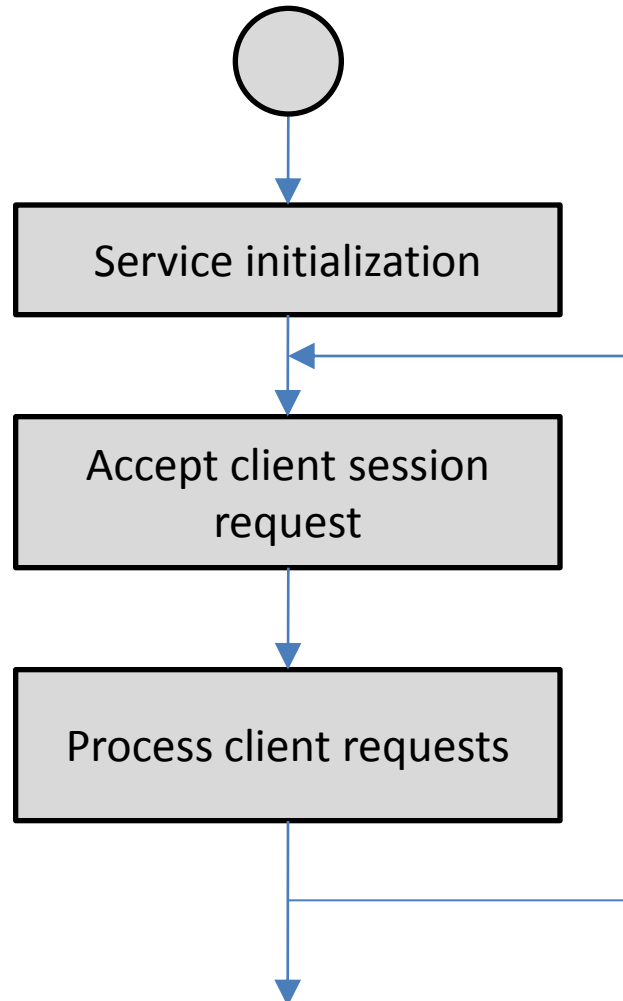 Service initialization
Accept client session
request
Process client requests